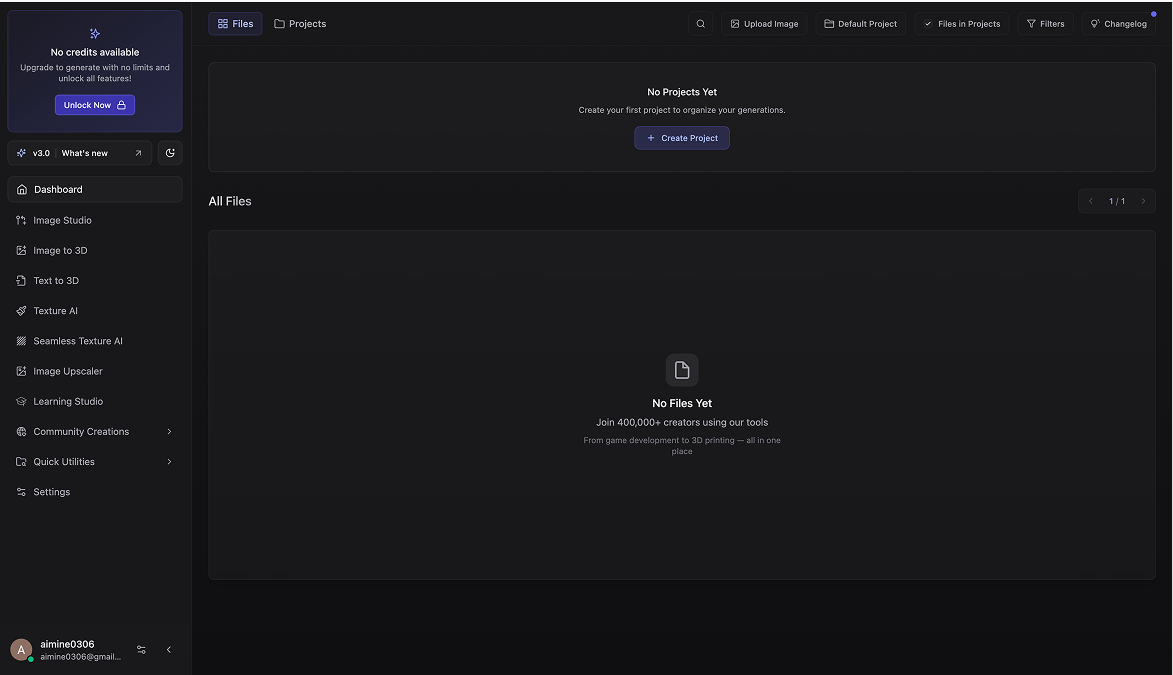 No credits available
Upgrade to generate with no limits and
unlock all features!
Unlock Now
v3.0
What's new
Dashboard
Image Studio
Image to 3D
Text to 3D
Texture AI
Seamless Texture AI
Image Upscaler
Learning Studio
Community Creations
Quick Utilities
Settings
A
aimine0306
aimine0306@gmail...
Files
Projects
Upload Image
Default Project
Files in Projects
Filters
Changelog
No Projects Yet
Create your first project to organize your generations.
+ Create Project
All Files
1 / 1
No Files Yet
Join 400,000+ creators using our tools
From game development to 3D printing — all in one
place